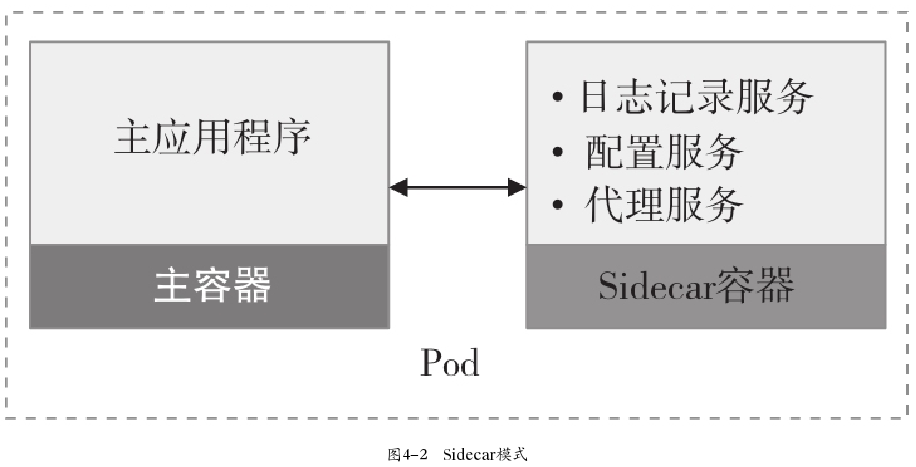 主应用程序
主容器
• 日志记录服务
• 配置服务
• 代理服务
Sidecar容器
Pod
图4-2 Sidecar模式